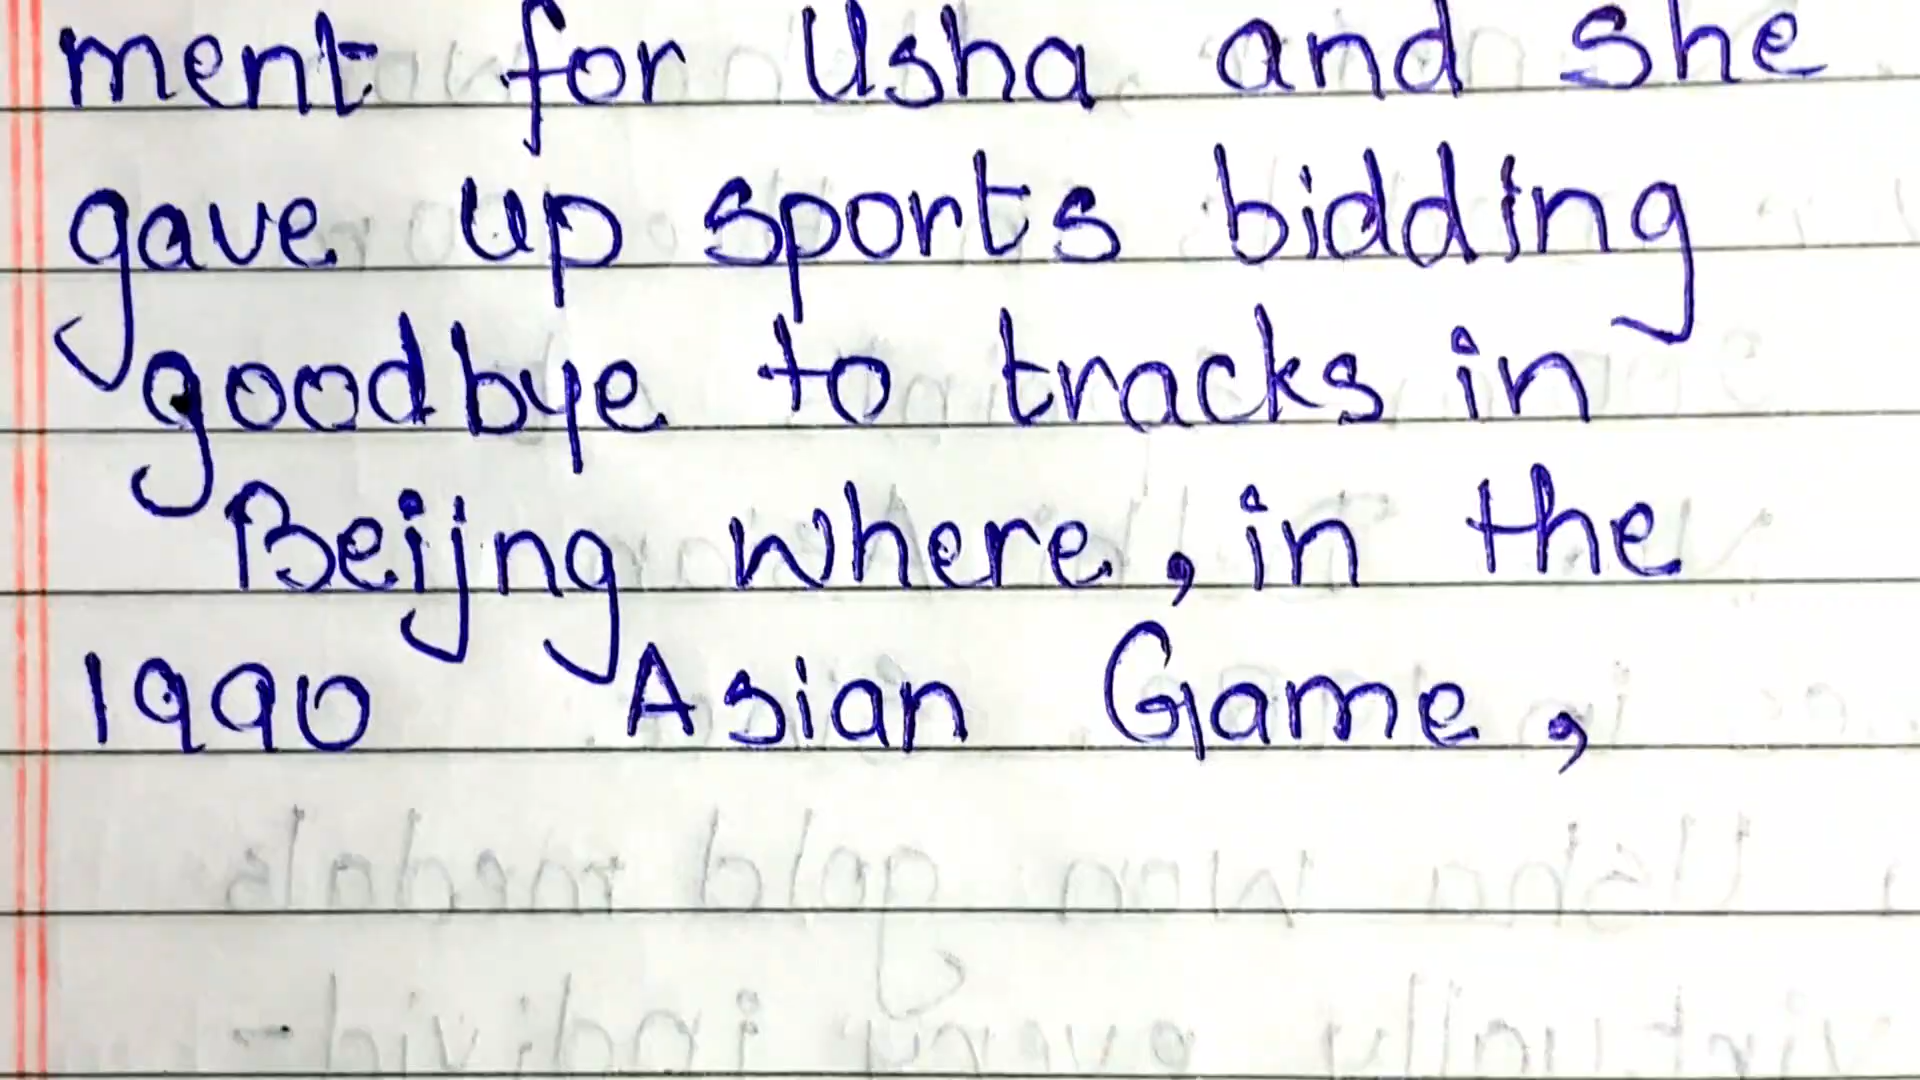 ment for Usha and she
gave up sports bidding
goodbye to tracks in
Beijng where, in the
1990 Asian Game,